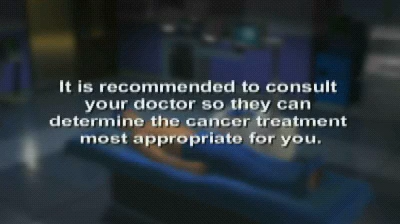 It is recommended to consult
your doctor so they can
determine the cancer treatment
most appropriate for you.